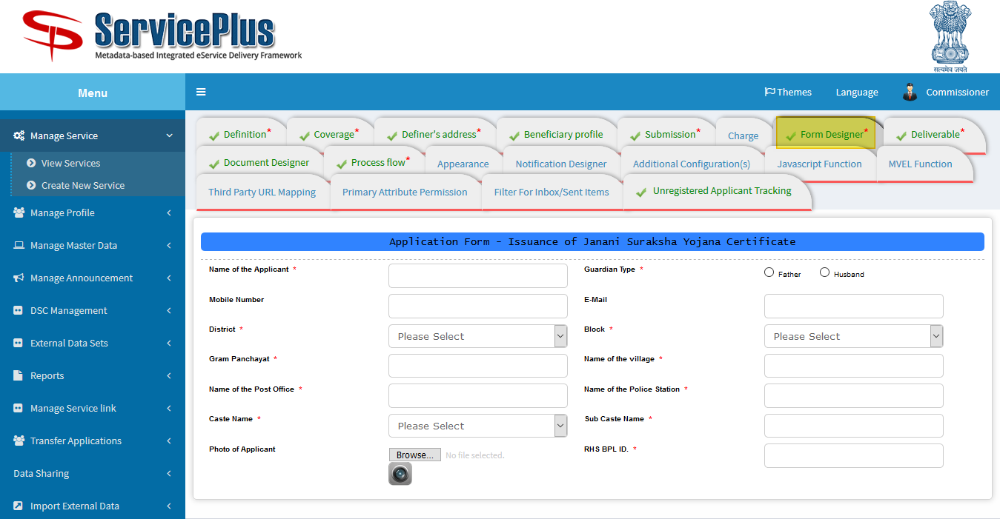 ServicePlus
Metadata-based Integrated eService Delivery Framework
सत्यमेव जयते
Menu
Themes Language Commissioner
Manage Service
View Services
Create New Service
Manage Profile
Manage Master Data
Manage Announcement
DSC Management
External Data Sets
Reports
Manage Service link
Transfer Applications
Data Sharing
Import External Data
Definition* Coverage* Definer's address* Beneficiary profile Submission* Charge Form Designer* Deliverable*
Document Designer Process flow* Appearance Notification Designer Additional Configuration(s) Javascript Function MVEL Function
Third Party URL Mapping Primary Attribute Permission Filter For Inbox/Sent Items Unregistered Applicant Tracking
Application Form - Issuance of Janani Suraksha Yojana Certificate
Name of the Applicant * Guardian Type * Father Husband
Mobile Number E-Mail
District * Please Select Block * Please Select
Gram Panchayat * Name of the village *
Name of the Post Office * Name of the Police Station *
Caste Name * Please Select Sub Caste Name *
Photo of Applicant Browse... No file selected. RHS BPL ID. *